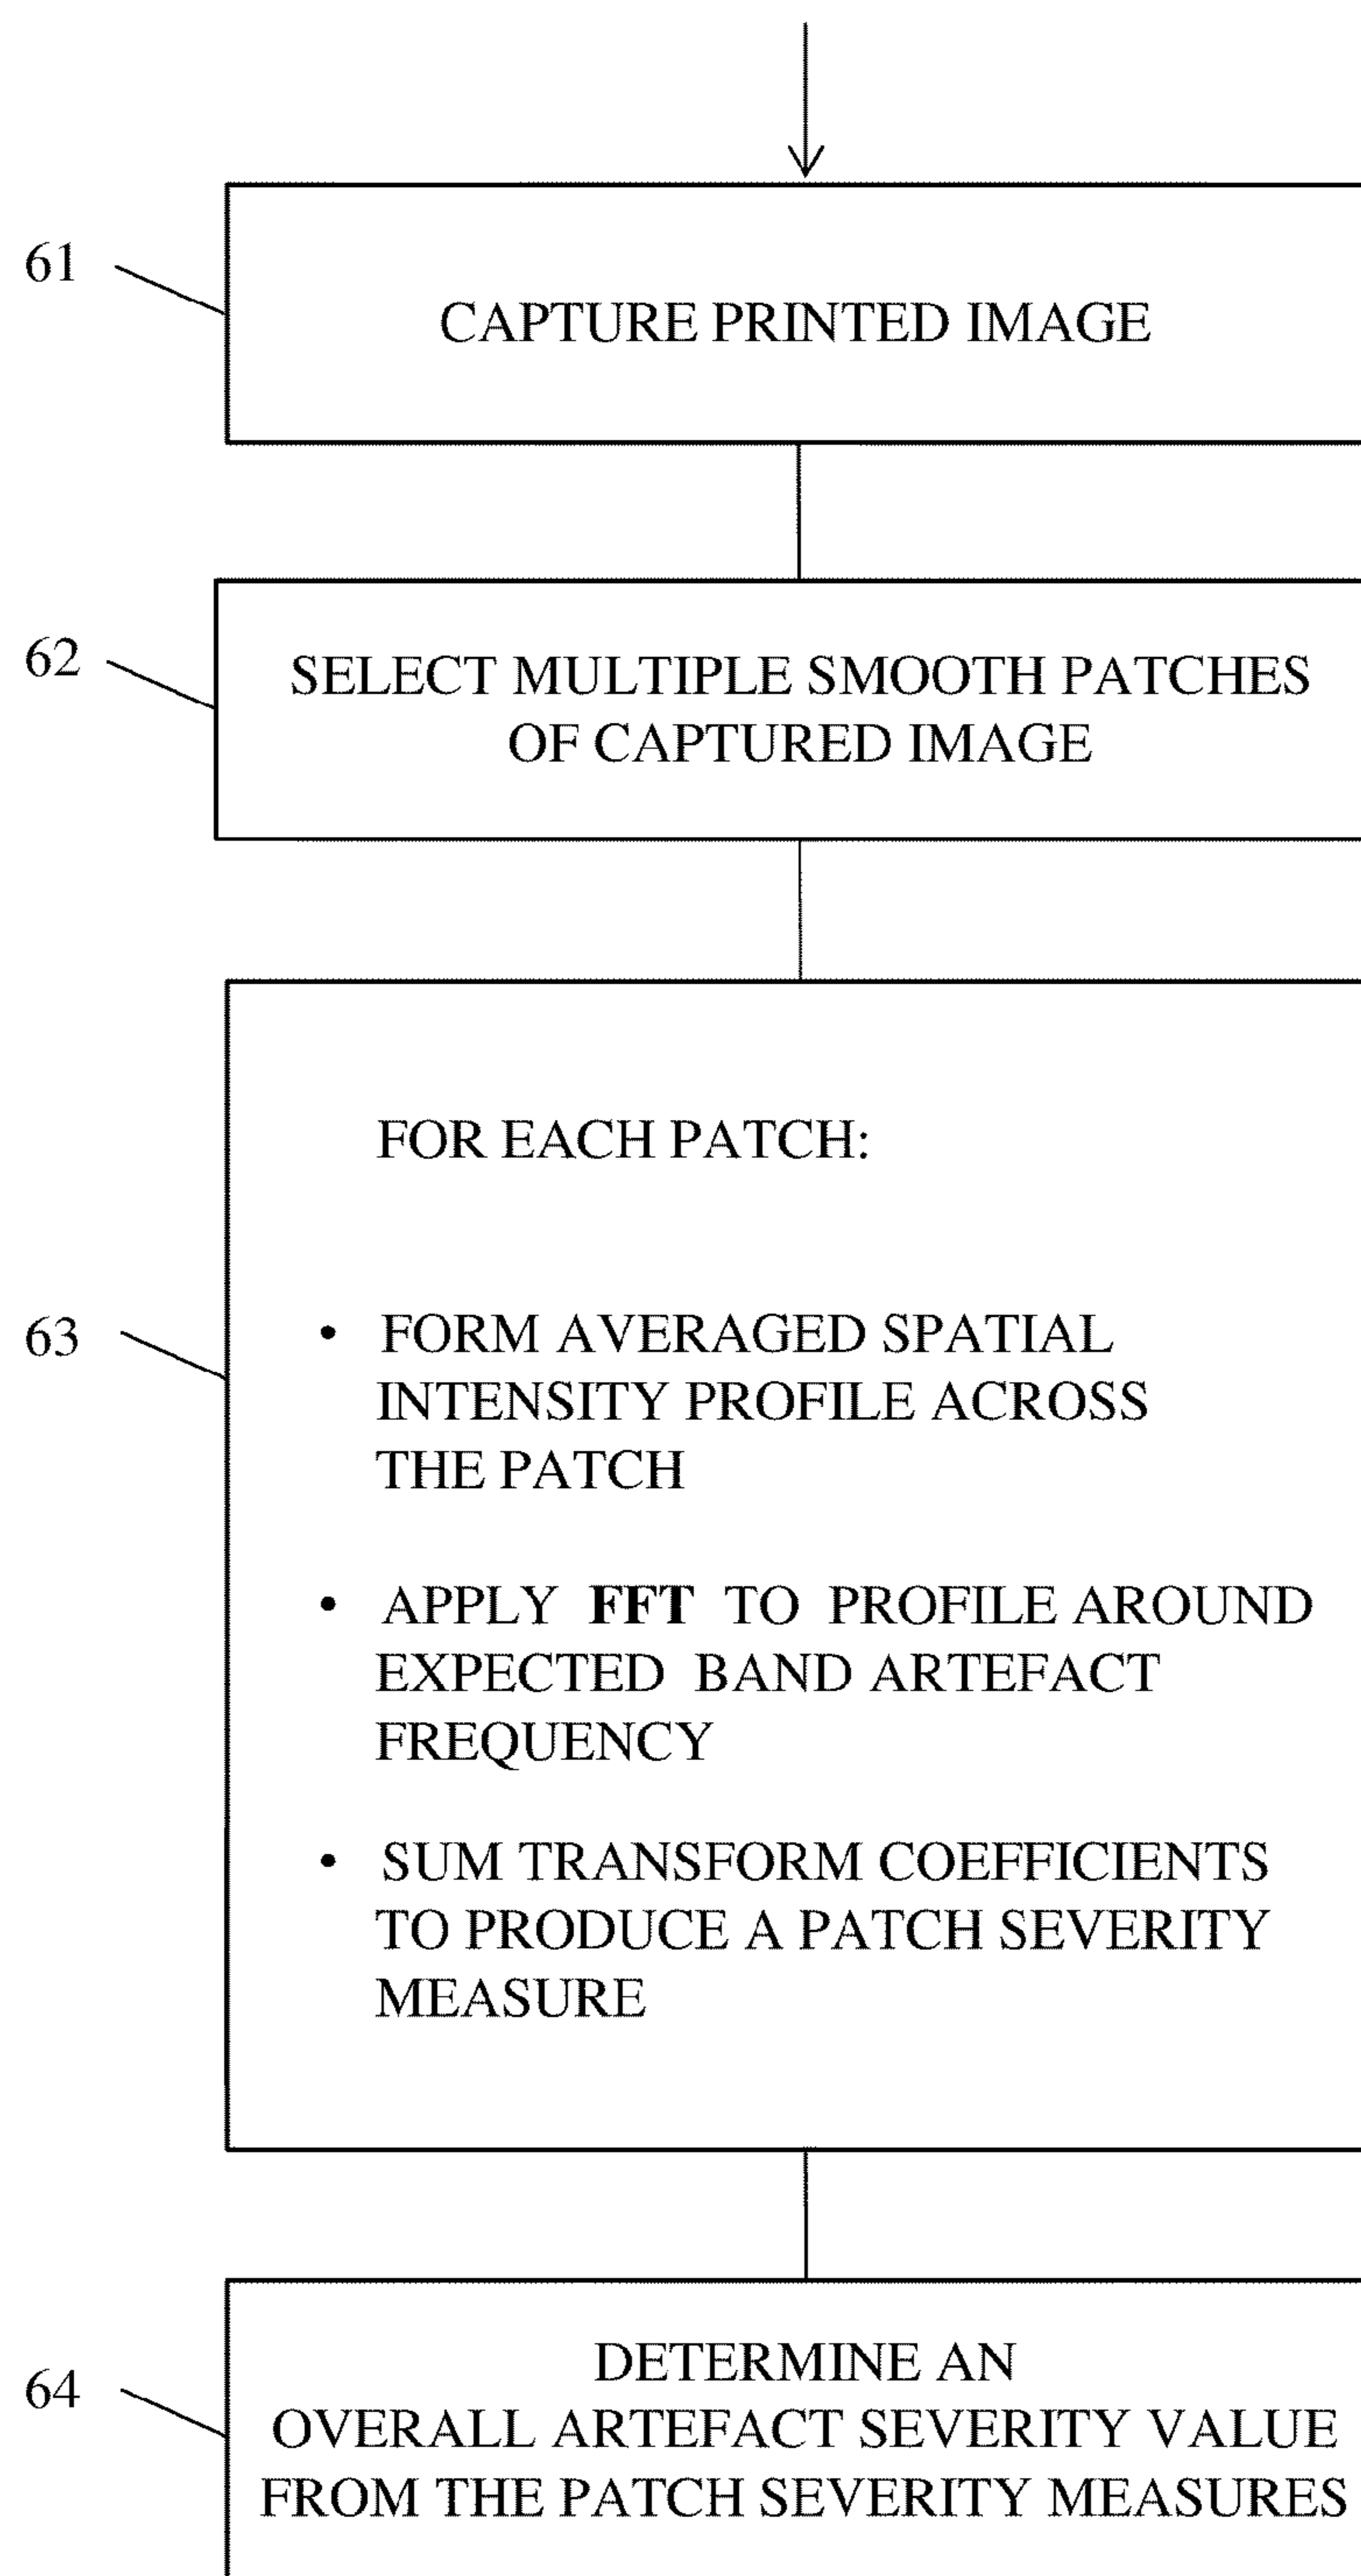 61
CAPTURE PRINTED IMAGE
62
SELECT MULTIPLE SMOOTH PATCHES
OF CAPTURED IMAGE
63
FOR EACH PATCH:
• FORM AVERAGED SPATIAL
INTENSITY PROFILE ACROSS
THE PATCH
• APPLY FFT TO PROFILE AROUND
EXPECTED BAND ARTEFACT
FREQUENCY
• SUM TRANSFORM COEFFICIENTS
TO PRODUCE A PATCH SEVERITY
MEASURE
64
DETERMINE AN
OVERALL ARTEFACT SEVERITY VALUE
FROM THE PATCH SEVERITY MEASURES